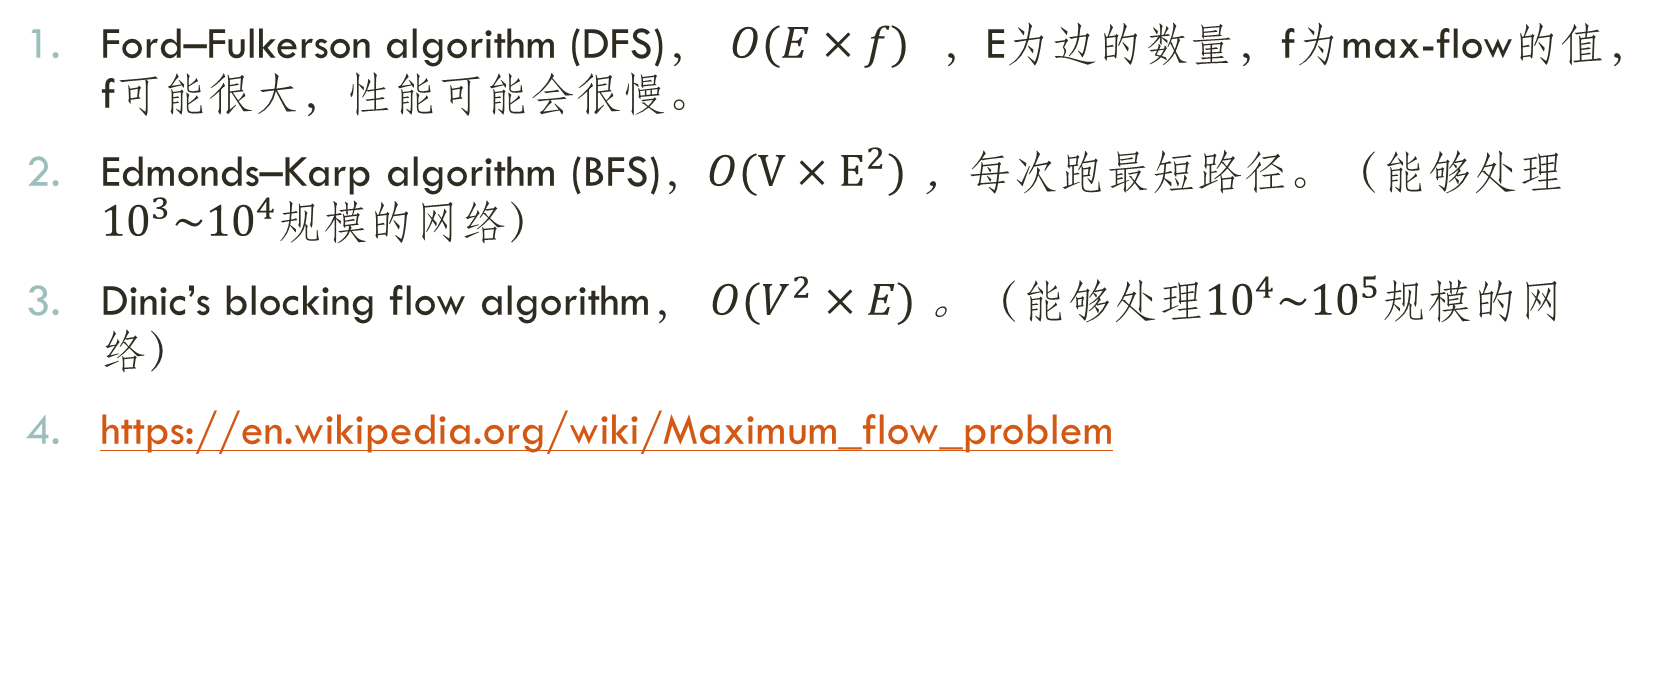 1. Ford–Fulkerson algorithm (DFS)， O(E × f) ，E为边的数量，f为max-flow的值，
f可能很大，性能可能会很慢。
2. Edmonds–Karp algorithm (BFS)，O(V × E²) ，每次跑最短路径。（能够处理
10³~10⁴规模的网络）
3. Dinic’s blocking flow algorithm， O(V² × E) 。（能够处理10⁴~10⁵规模的网
络）
4. https://en.wikipedia.org/wiki/Maximum_flow_problem